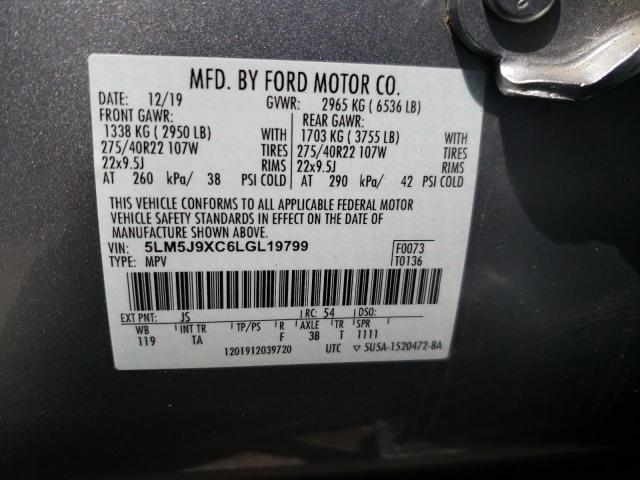 MFD. BY FORD MOTOR CO.
DATE: 12/19 GVWR: 2965 KG ( 6536 LB)
FRONT GAWR: REAR GAWR:
1338 KG ( 2950 LB) WITH 1703 KG ( 3755 LB) WITH
275/40R22 107W TIRES 275/40R22 107W TIRES
22x9.5J RIMS 22x9.5J RIMS
AT 260 kPa/ 38 PSI COLD AT 290 kPa/ 42 PSI COLD
THIS VEHICLE CONFORMS TO ALL APPLICABLE FEDERAL MOTOR
VEHICLE SAFETY STANDARDS IN EFFECT ON THE DATE OF MANUFACTURE
SHOWN ABOVE.
VIN: 5LM5J9XC6LGL19799 F0073
TYPE: MPV T0136
EXT PNT: JS RC: 54 DSO:
WB INT TR TP/PS R AXLE TR SPR
119 TA F 3B T 1111
1201912039720 UTC ▽ 5U5A-1520472-BA